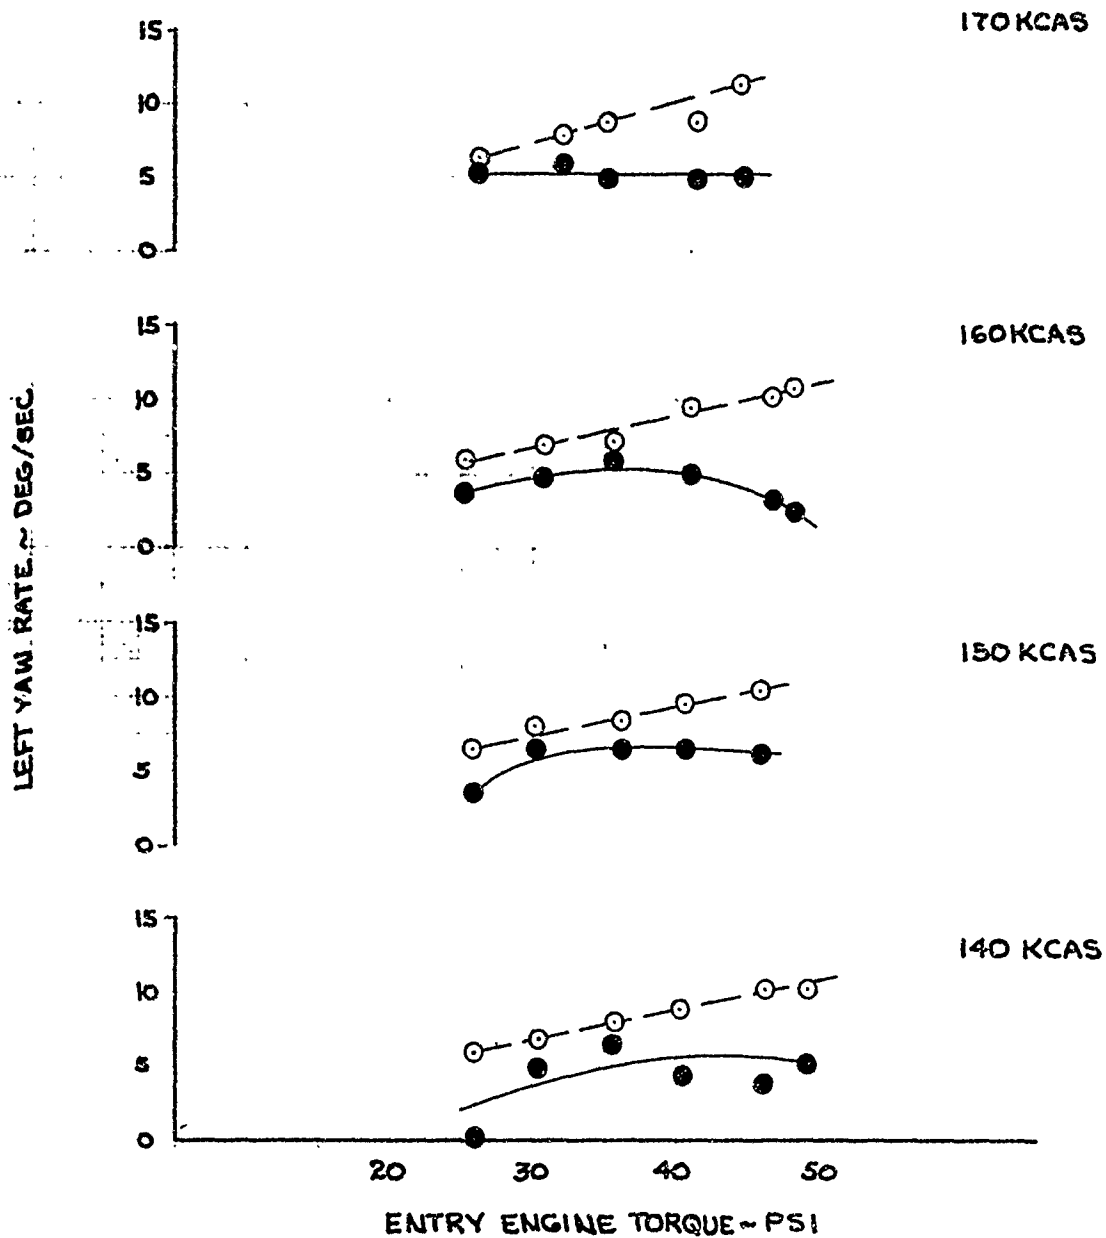 170 KCAS
15
10
5
0
160 KCAS
15
10
5
0
LEFT YAW RATE ~ DEG/SEC
150 KCAS
15
10
5
0
140 KCAS
15
10
5
0
20 30 40 50
ENTRY ENGINE TORQUE ~ PSI